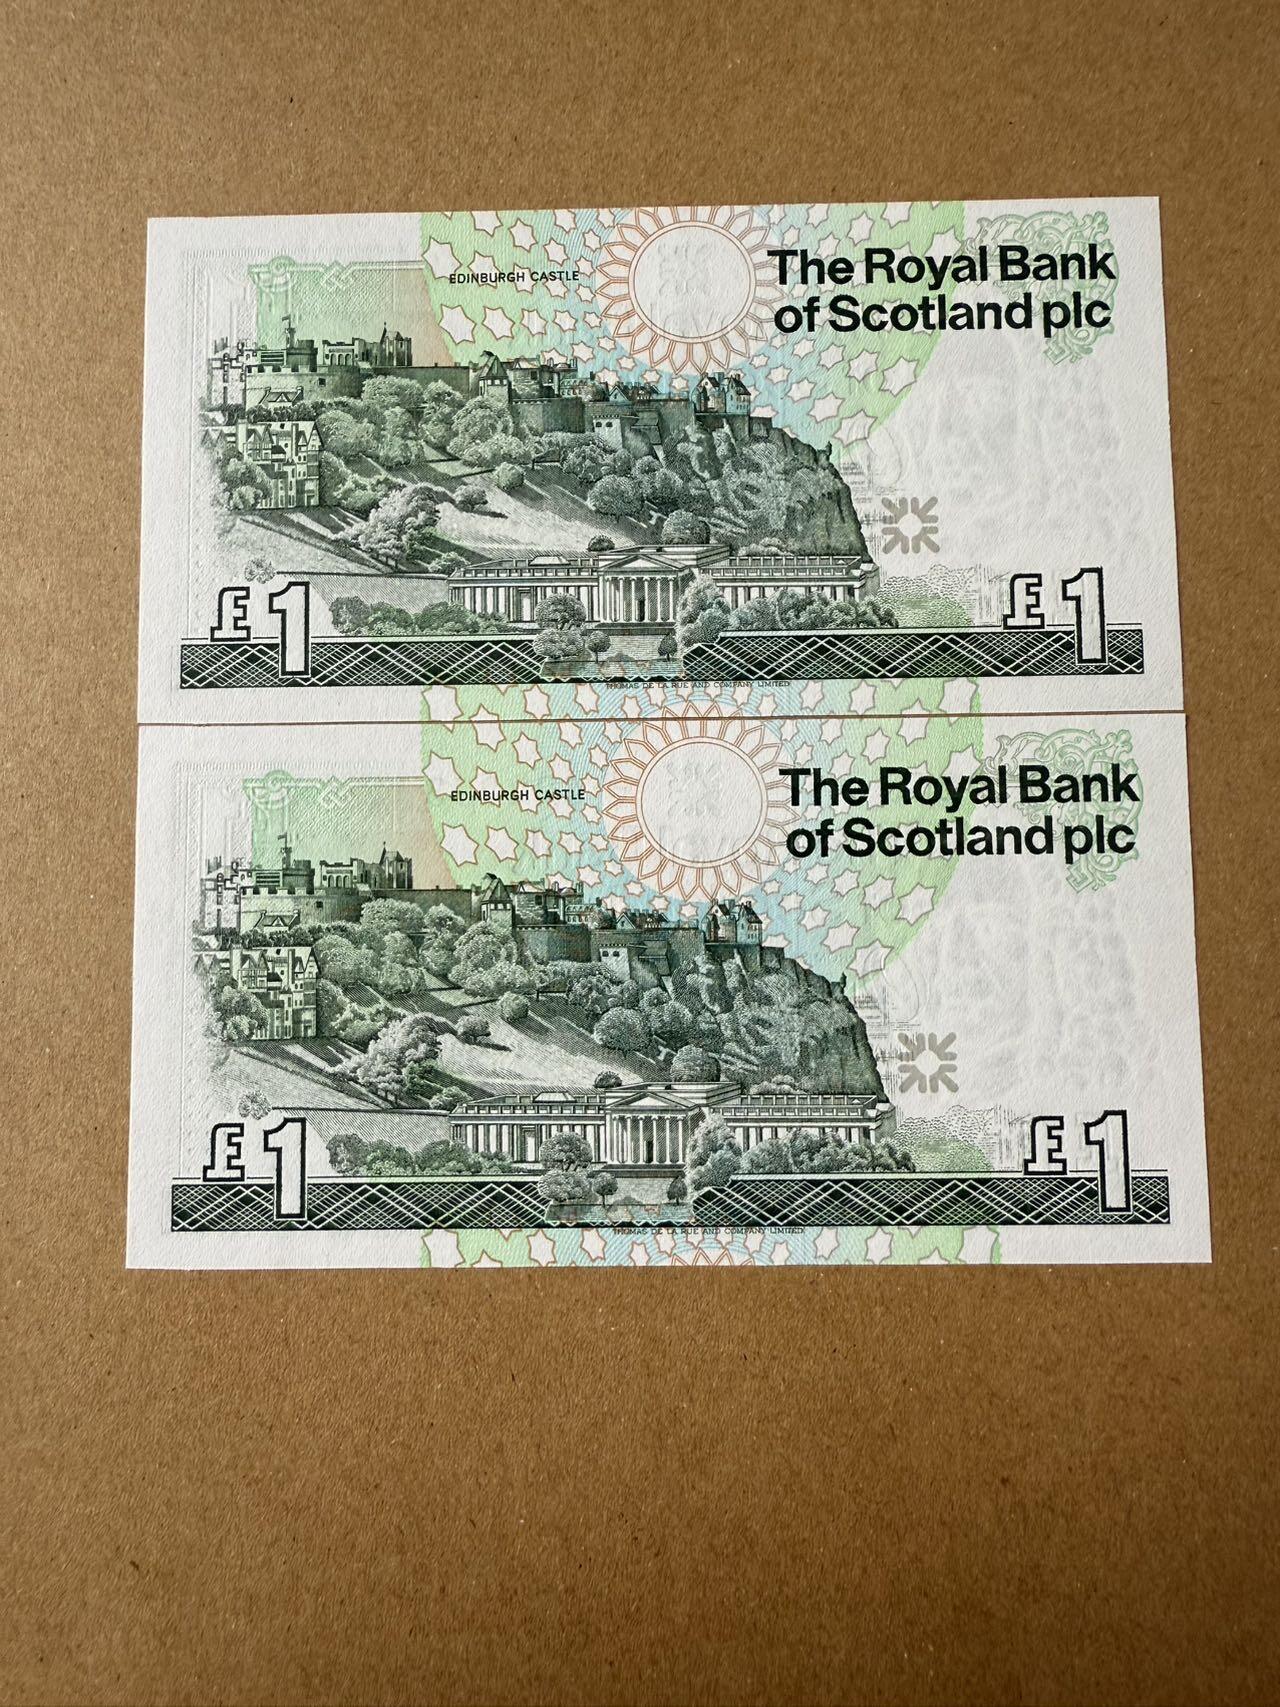 EDINBURGH CASTLE
The Royal Bank
of Scotland plc
£1
£1
THOMAS DE LA RUE AND COMPANY LIMITED
EDINBURGH CASTLE
The Royal Bank
of Scotland plc
£1
£1
THOMAS DE LA RUE AND COMPANY LIMITED